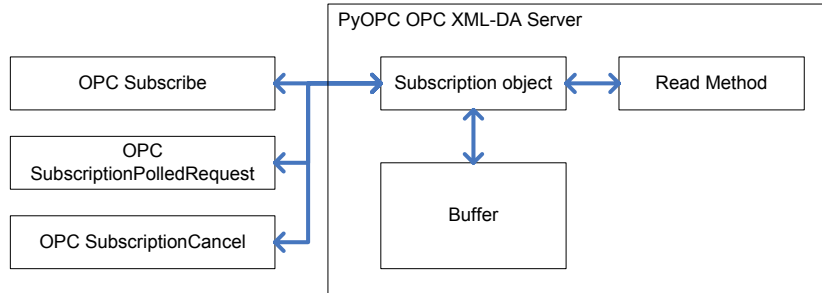 PyOPC OPC XML-DA Server
OPC Subscribe
Subscription object
Read Method
OPC
SubscriptionPolledRequest
Buffer
OPC SubscriptionCancel